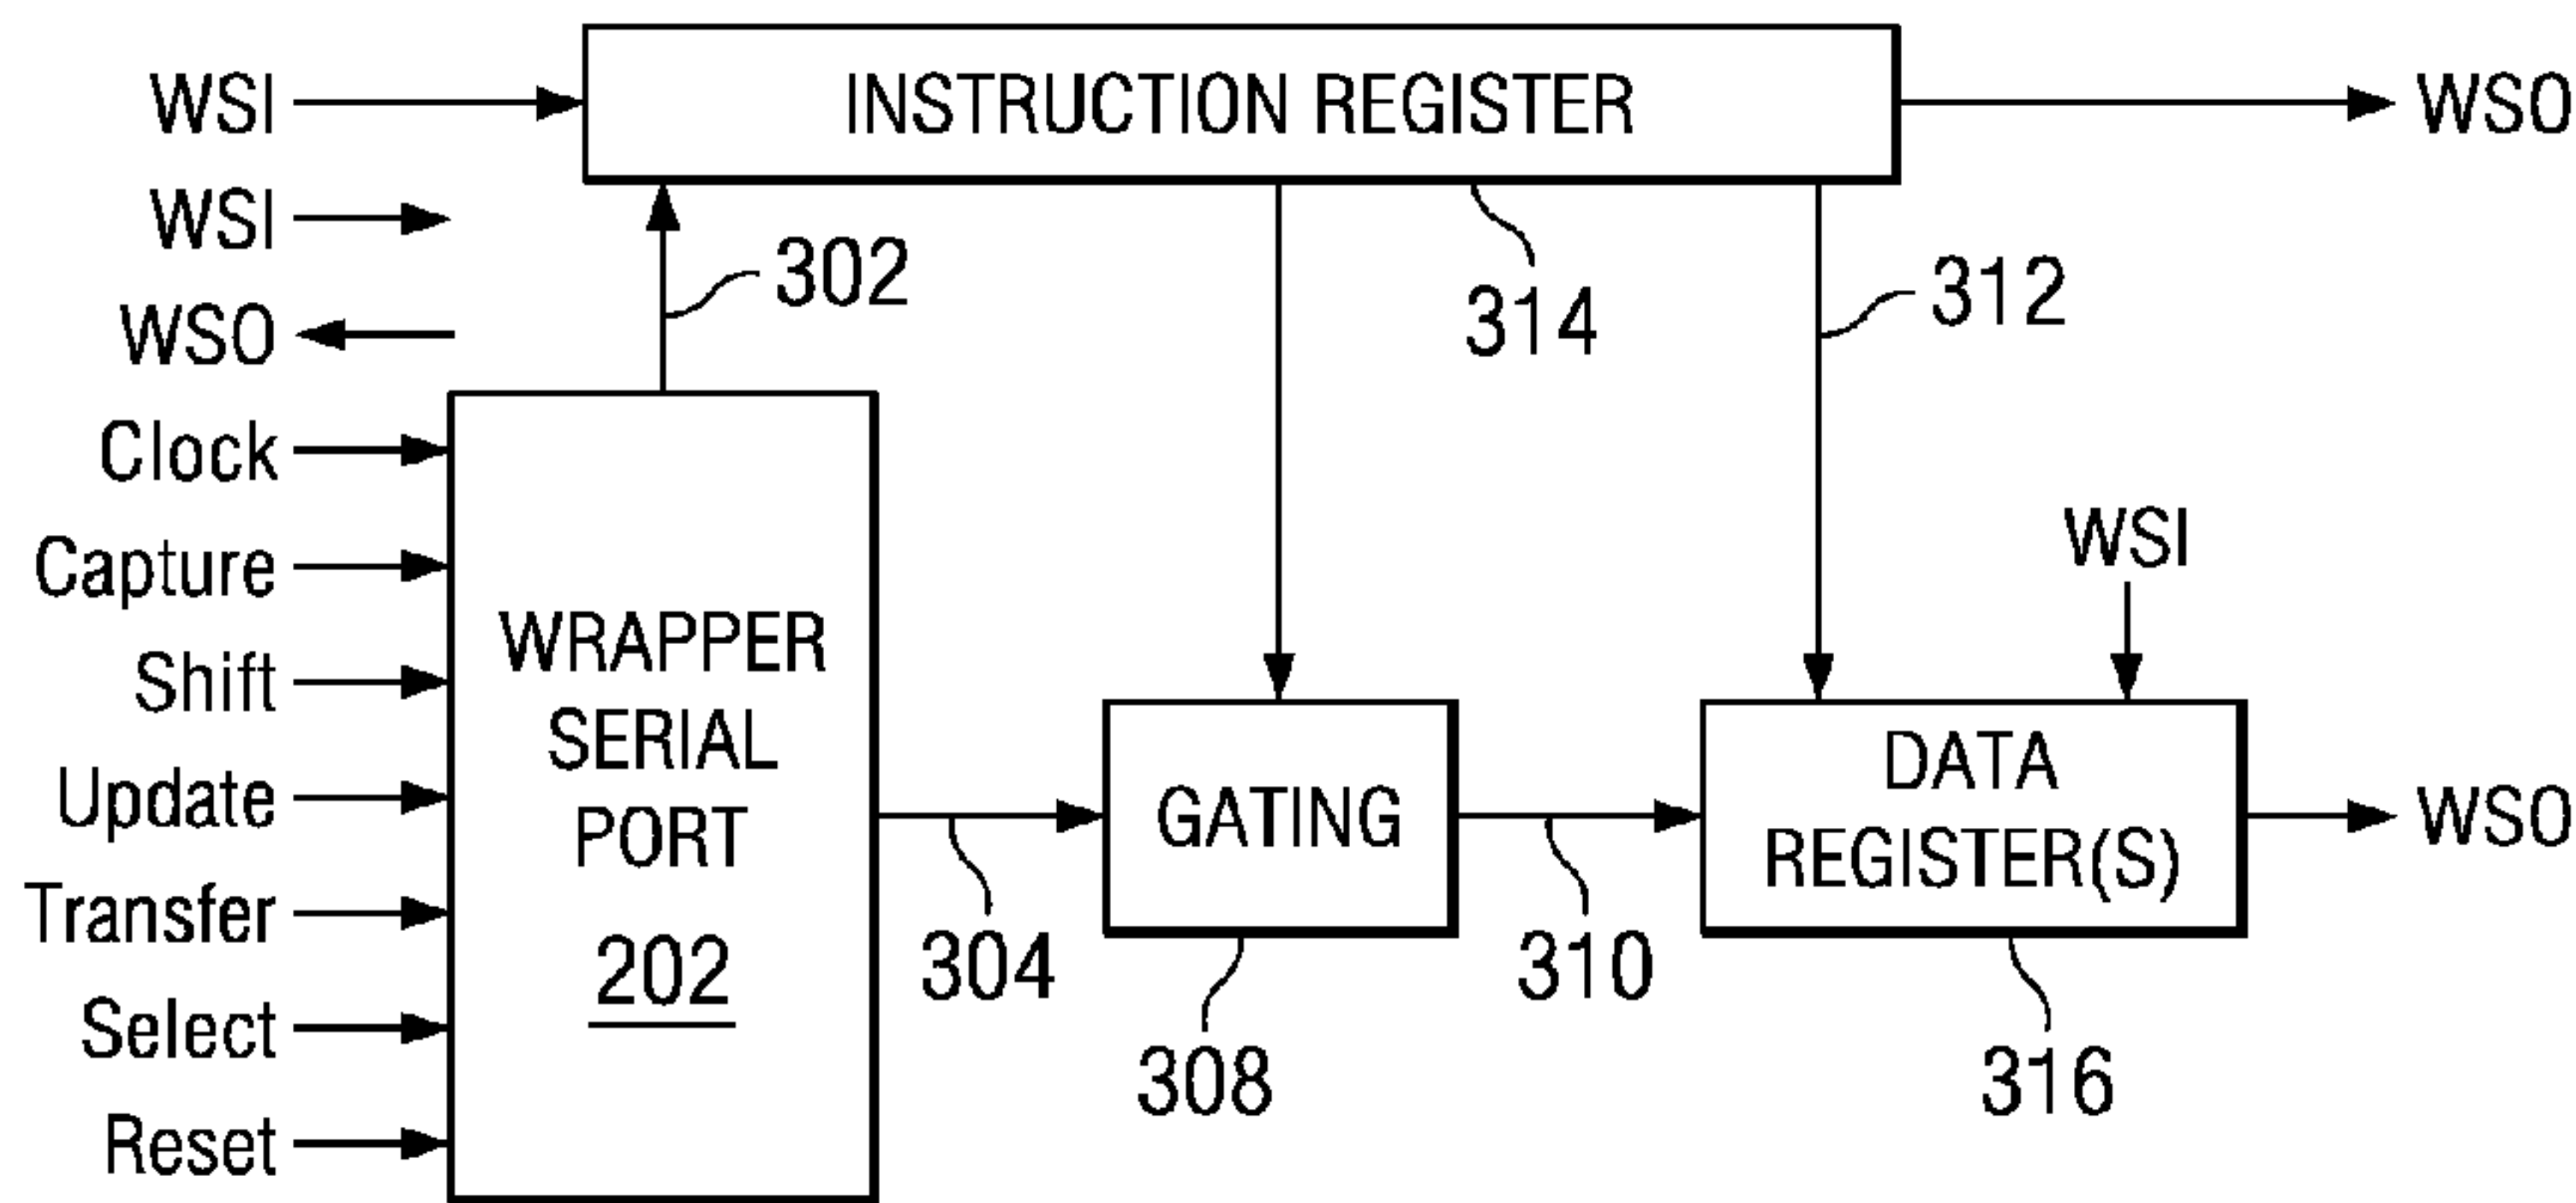 WSI
INSTRUCTION REGISTER
WSO
WSI
302
314
312
WSO
Clock
Capture
Shift
Update
Transfer
Select
Reset
WRAPPER
SERIAL
PORT
202
304
GATING
308
310
WSI
DATA
REGISTER(S)
316
WSO